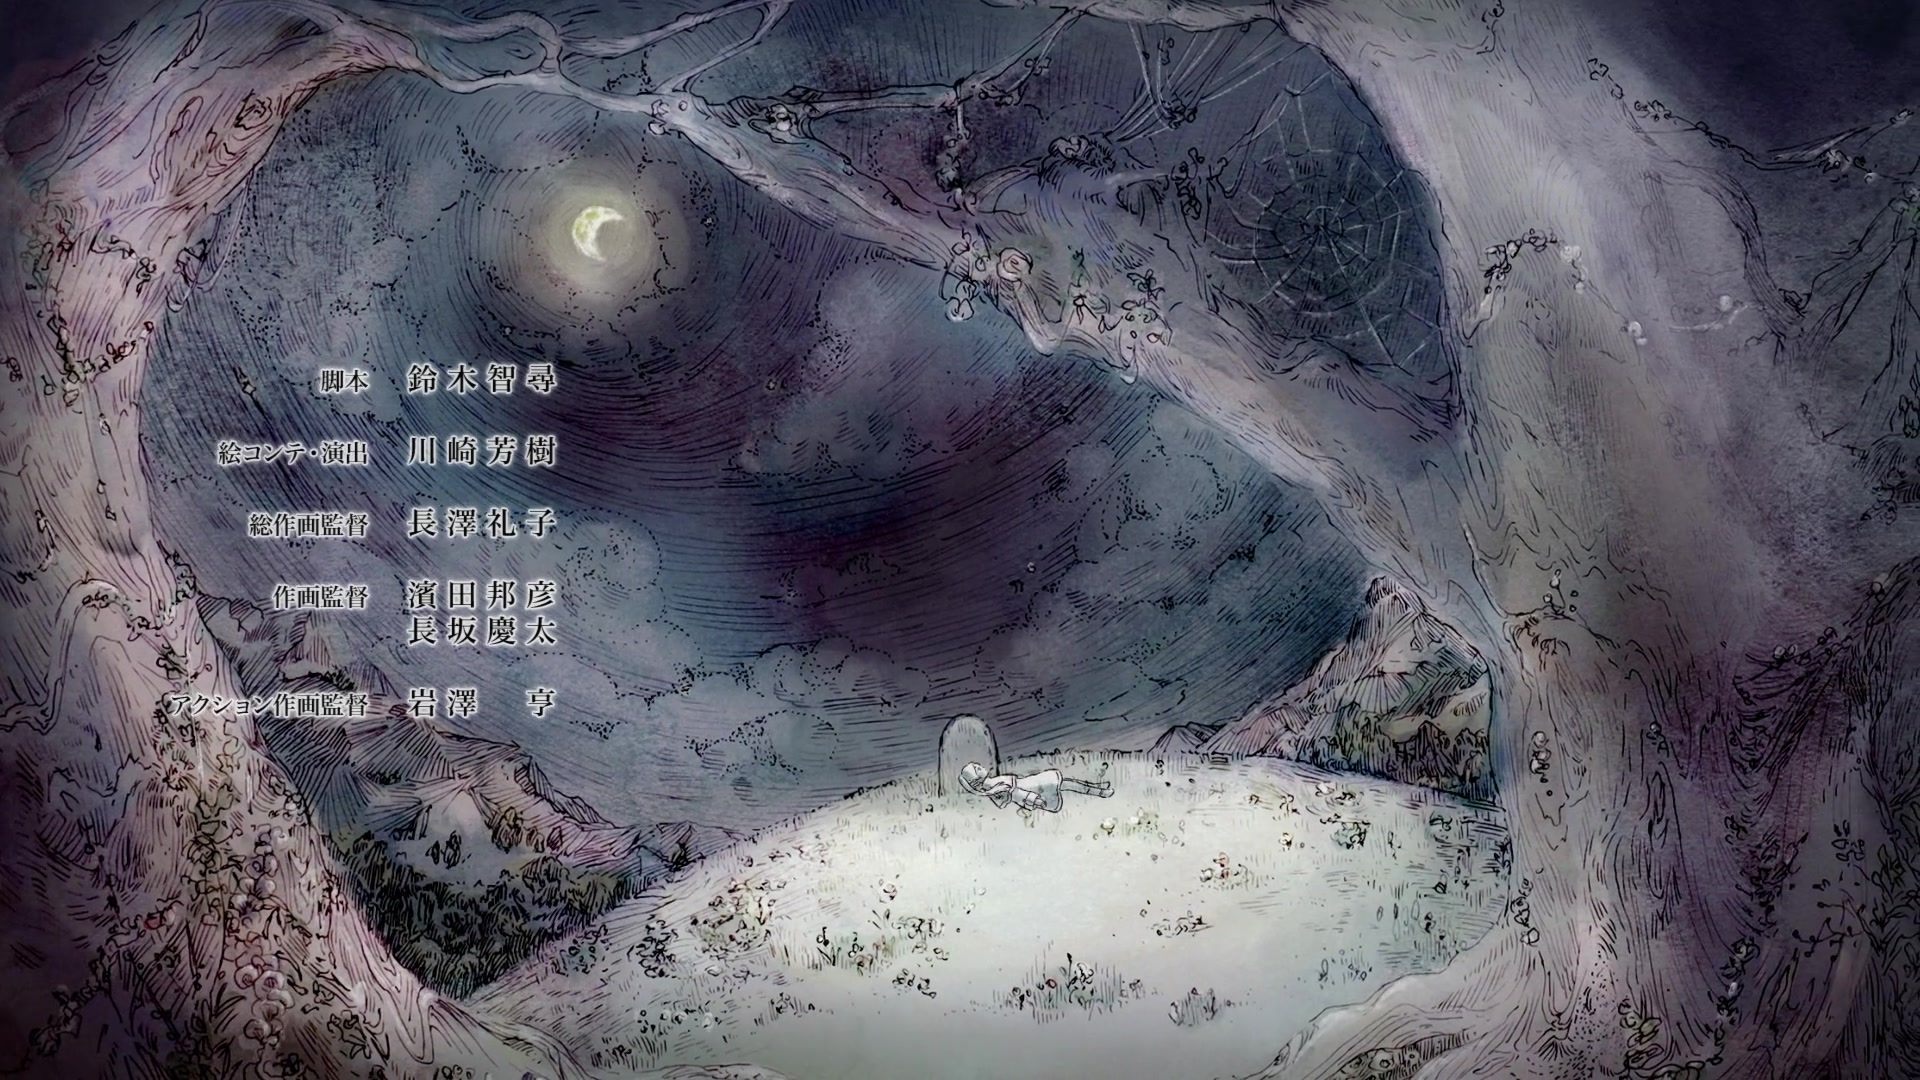 脚本 鈴木智尋
絵コンテ・演出 川崎芳樹
総作画監督 長澤礼子
作画監督 濱田邦彦
長坂慶太
アクション作画監督 岩澤 亨